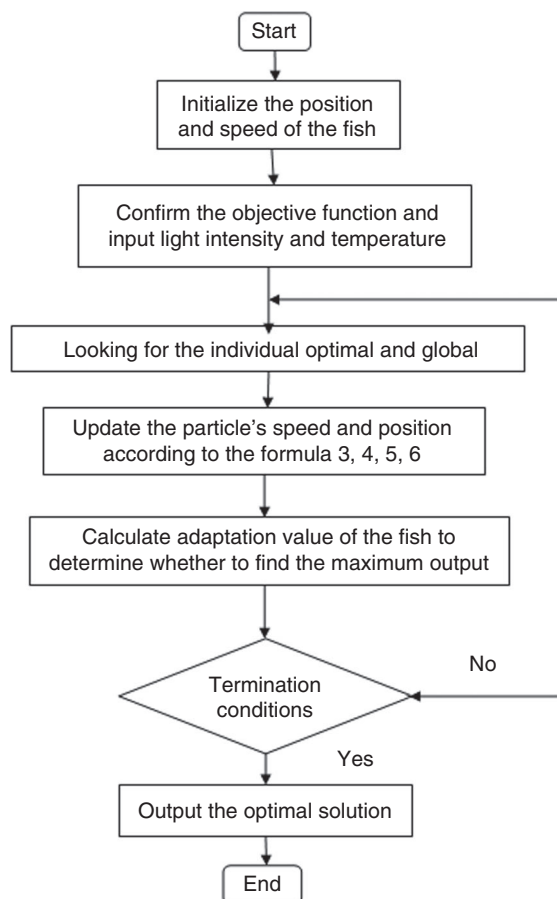 Start
Initialize the position
and speed of the fish
Confirm the objective function and
input light intensity and temperature
Looking for the individual optimal and global
Update the particle's speed and position
according to the formula 3, 4, 5, 6
Calculate adaptation value of the fish to
determine whether to find the maximum output
No
Termination
conditions
Yes
Output the optimal solution
End